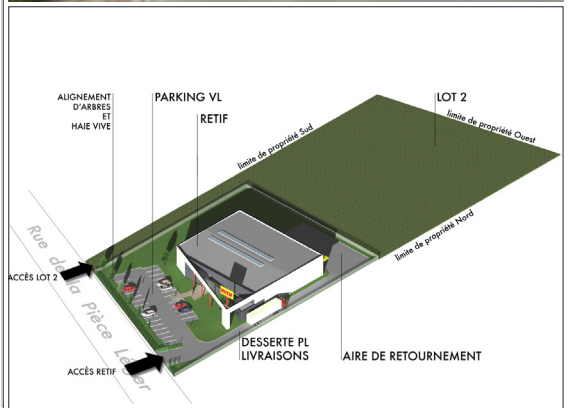 ALIGNEMENT
D'ARBRES
ET
HAIE VIVE
PARKING VL
RETIF
LOT 2
limite de propriété Sud
limite de propriété Ouest
limite de propriété Nord
Rue de la Pièce Léger
ACCÈS LOT 2
ACCÈS RETIF
DESSERTE PL
LIVRAISONS
AIRE DE RETOURNEMENT